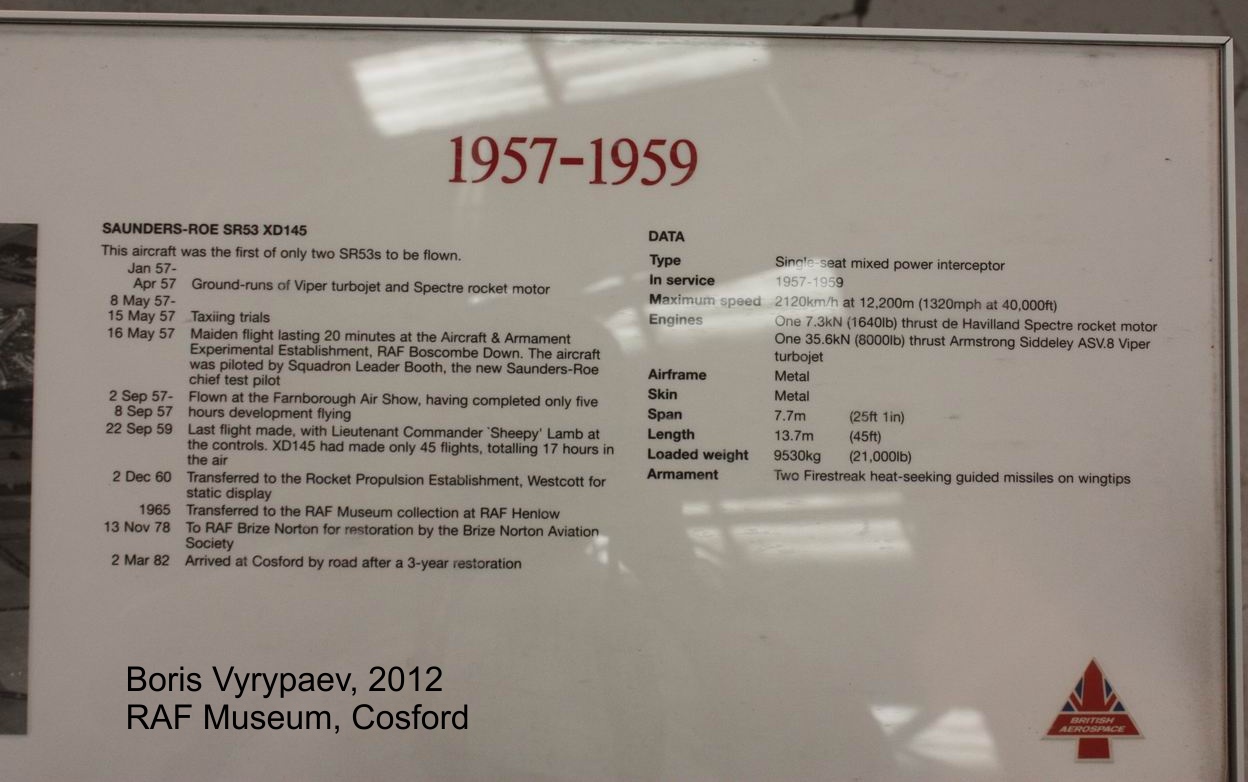 1957-1959
SAUNDERS-ROE SR53 XD145
This aircraft was the first of only two SR53s to be flown.
Jan 57-
Apr 57 Ground-runs of Viper turbojet and Spectre rocket motor
8 May 57-
15 May 57 Taxiing trials
16 May 57 Maiden flight lasting 20 minutes at the Aircraft & Armament
Experimental Establishment, RAF Boscombe Down. The aircraft
was piloted by Squadron Leader Booth, the new Saunders-Roe
chief test pilot
2 Sep 57- Flown at the Farnborough Air Show, having completed only five
8 Sep 57 hours development flying
22 Sep 59 Last flight made, with Lieutenant Commander `Sheepy' Lamb at
the controls. XD145 had made only 45 flights, totalling 17 hours in
the air
2 Dec 60 Transferred to the Rocket Propulsion Establishment, Westcott for
static display
1965 Transferred to the RAF Museum collection at RAF Henlow
13 Nov 78 To RAF Brize Norton for restoration by the Brize Norton Aviation
Society
2 Mar 82 Arrived at Cosford by road after a 3-year restoration
DATA
Type Single-seat mixed power interceptor
In service 1957-1959
Maximum speed 2120km/h at 12,200m (1320mph at 40,000ft)
Engines One 7.3kN (1640lb) thrust de Havilland Spectre rocket motor
One 35.6kN (8000lb) thrust Armstrong Siddeley ASV.8 Viper
turbojet
Airframe Metal
Skin Metal
Span 7.7m (25ft 1in)
Length 13.7m (45ft)
Loaded weight 9530kg (21,000lb)
Armament Two Firestreak heat-seeking guided missiles on wingtips
Boris Vyrypaev, 2012
RAF Museum, Cosford
BRITISH
AEROSPACE